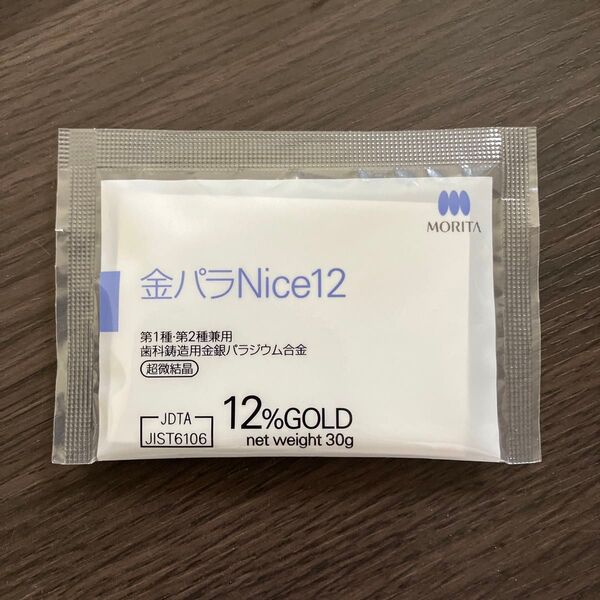 MORITA
金パラNice12
第1種・第2種兼用
歯科鋳造用金銀パラジウム合金
超微結晶
JDTA
JIST6106
12%GOLD
net weight 30g